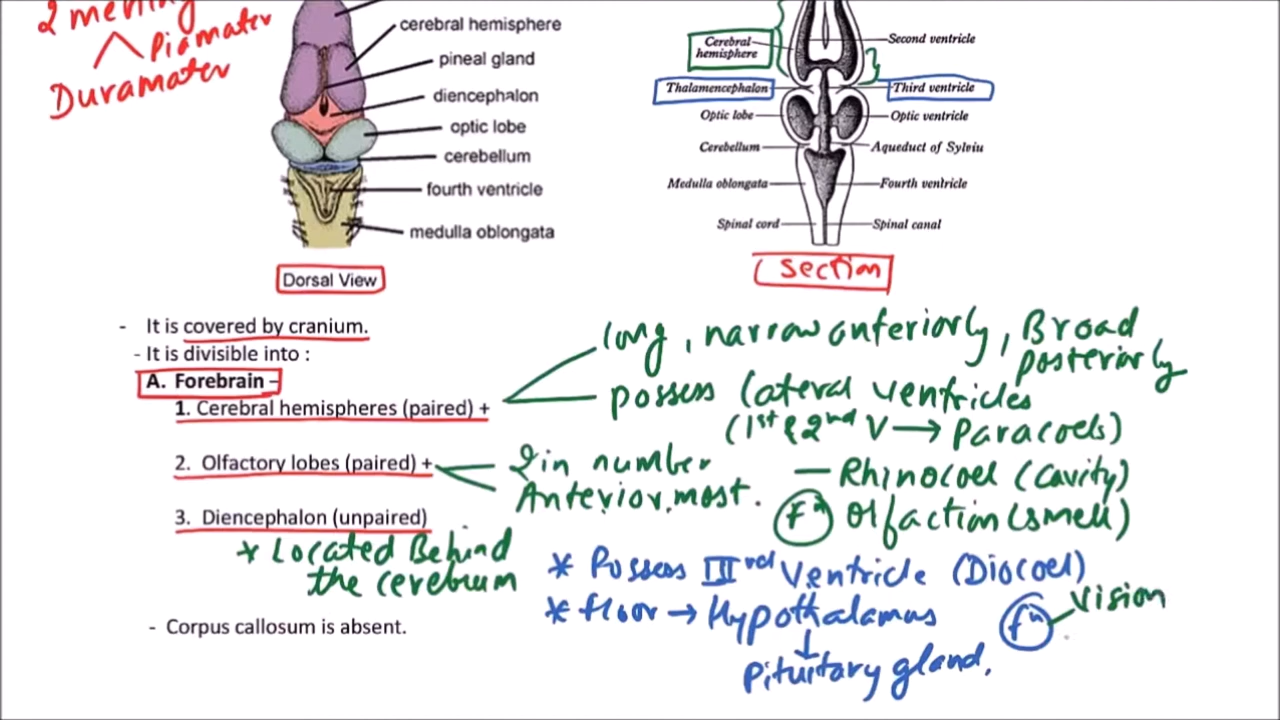 2 mening
Piamater
Duramater
cerebral hemisphere
pineal gland
diencephalon
optic lobe
cerebellum
fourth ventricle
medulla oblongata
Dorsal View
Cerebral
hemisphere
Second ventricle
Thalamencephalon
Third ventricle
Optic lobe
Optic ventricle
Cerebellum
Aqueduct of Sylviu
Medulla oblongata
Fourth ventricle
Spinal cord
Spinal canal
Section
- It is covered by cranium.
- It is divisible into :
A. Forebrain –
1. Cerebral hemispheres (paired) +
long, narrow anferiorly, Broad
posteriorly
possess lateral ventricles
(1st & 2nd V → Paracoels)
2. Olfactory lobes (paired) +
2 in number
Anterior.most.
— Rhinocoel (cavity)
fn Olfaction (smell)
3. Diencephalon (unpaired)
* Located Behind
the cerebrum
* Possess IIIrd Ventricle (Diocoel)
* floor → Hypothalamus
↓
Pituitary gland.
fn Vision
- Corpus callosum is absent.